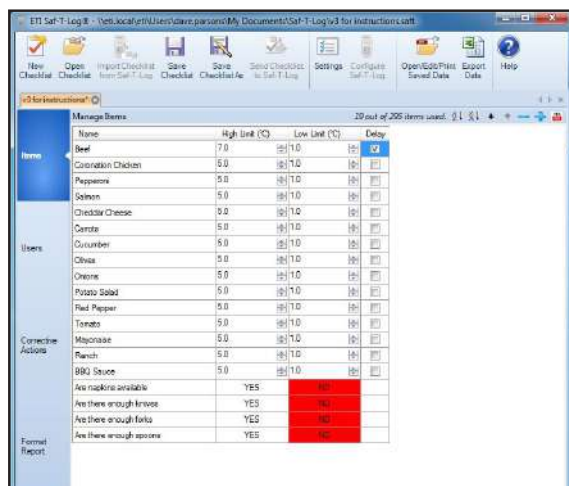 ETI Saf-T-Log® - \\eti.local\eti\Users\dave.parsons\My Documents\Saf-T-Log\v3 for instructions.saft
New Checklist
Open Checklist
Import Checklist from Saf-T-Log
Save Checklist
Save Checklist As
Send Checklist to Saf-T-Log
Settings
Configure Saf-T-Log
Open/Edit/Print Saved Data
Export Data
Help
v3 for instructions*
Manage Items 19 out of 295 items used.
Items
Users
Corrective Actions
Format Report
Name High Limit (°C) Low Limit (°C) Delay
Beef 7.0 1.0
Coronation Chicken 5.0 1.0
Pepperoni 5.0 1.0
Salmon 5.0 1.0
Cheddar Cheese 5.0 1.0
Carrots 5.0 1.0
Cucumber 5.0 1.0
Olives 5.0 1.0
Onions 5.0 1.0
Potato Salad 5.0 1.0
Red Pepper 5.0 1.0
Tomato 5.0 1.0
Mayonaise 5.0 1.0
Ranch 5.0 1.0
BBQ Sauce 5.0 1.0
Are napkins available YES NO
Are there enough knives YES NO
Are there enough forks YES NO
Are there enough spoons YES NO